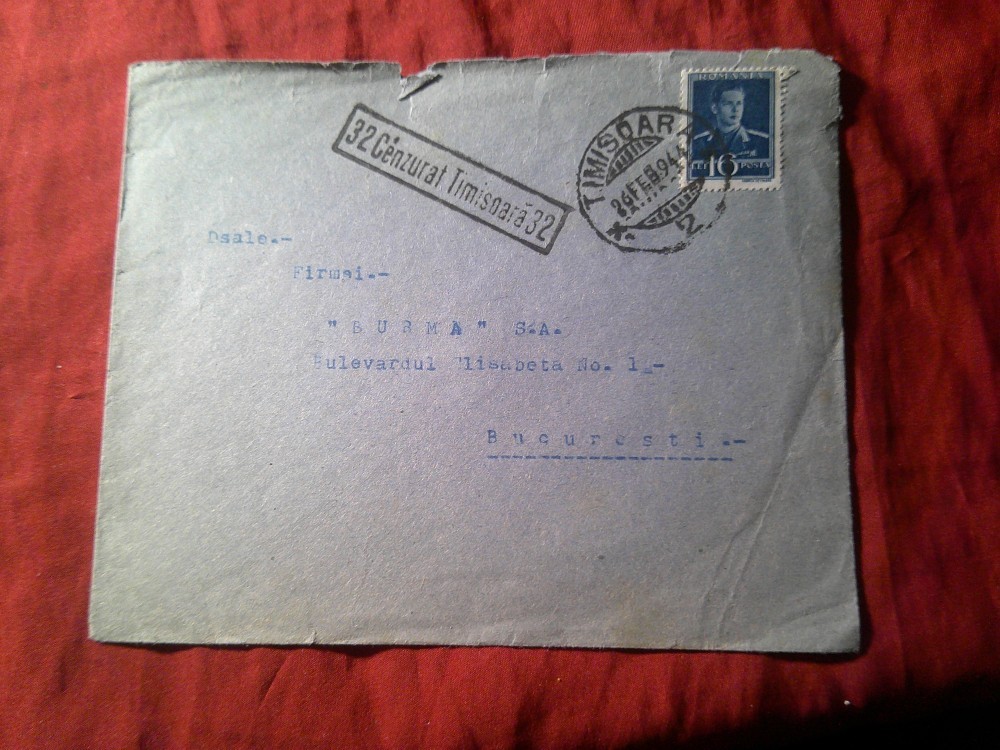 32 Cenzurat Timisoară 32
ROMANIA
16
POSTA
TIMISOARA
26 FEB. 944
2
Dsale.-
Firmei.-
"BURMA" S.A.
Bulevardul Elisabeta No. 1.-
Bucuresti.-